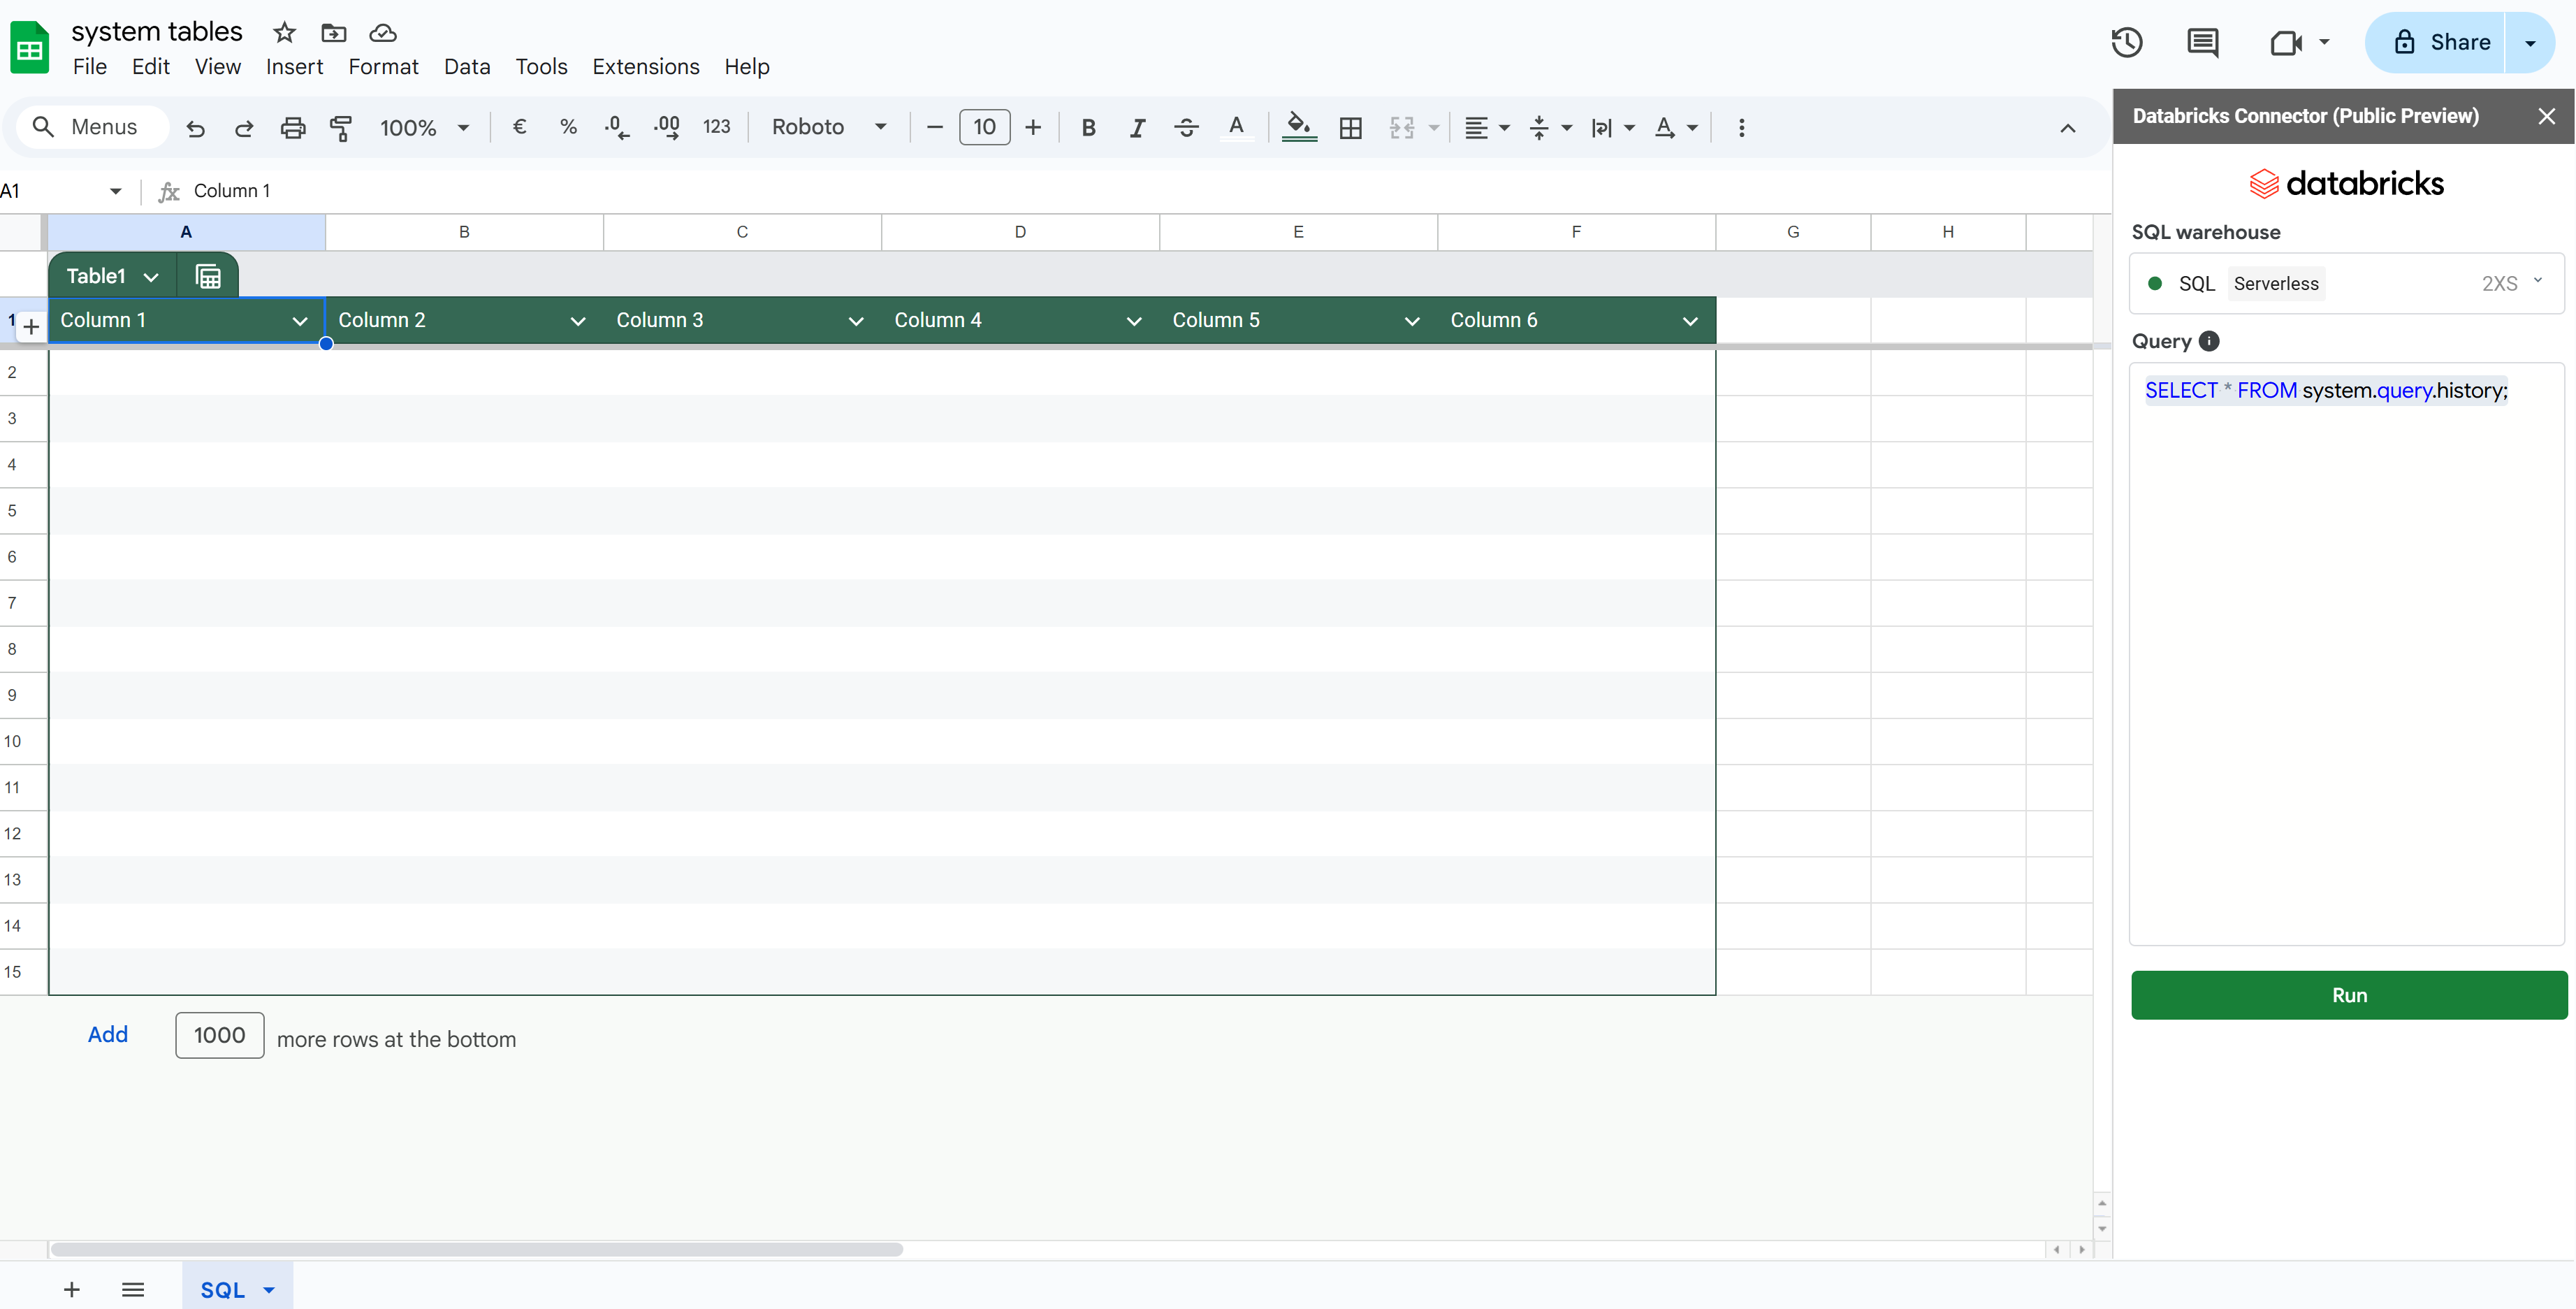 system tables
File Edit View Insert Format Data Tools Extensions Help
Share
Menus 100% € % .0 .00 123 Roboto 10 B I S A A
Databricks Connector (Public Preview)
A1 fx Column 1
databricks
A B C D E F G H
SQL warehouse
Table1
SQL Serverless 2XS
1 Column 1 Column 2 Column 3 Column 4 Column 5 Column 6
Query
SELECT * FROM system.query.history;
2
3
4
5
6
7
8
9
10
11
12
13
14
15
Run
Add 1000 more rows at the bottom
SQL